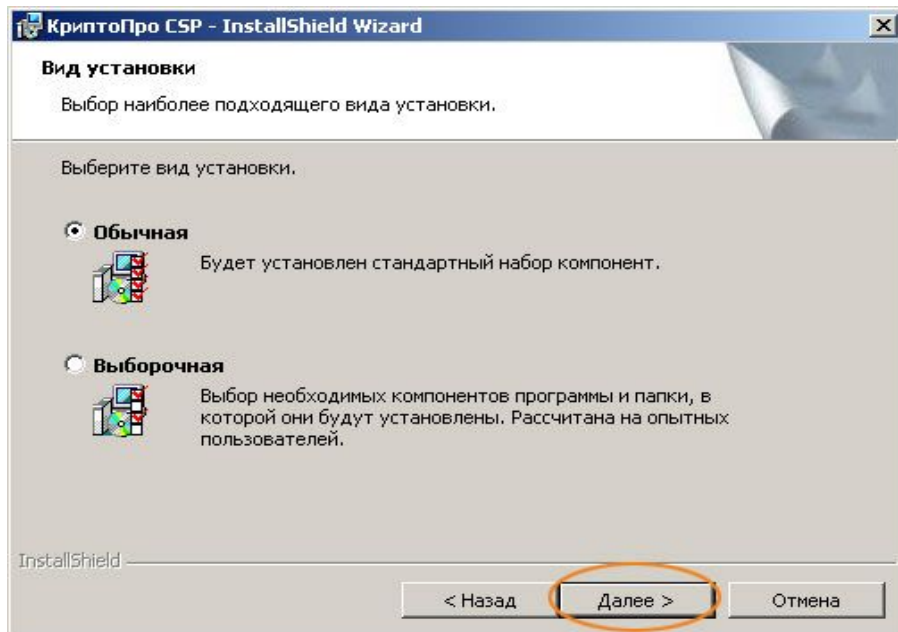 КриптоПро CSP - InstallShield Wizard
Вид установки
Выбор наиболее подходящего вида установки.
Выберите вид установки.
Обычная
Будет установлен стандартный набор компонент.
Выборочная
Выбор необходимых компонентов программы и папки, в
которой они будут установлены. Рассчитана на опытных
пользователей.
InstallShield
< Назад
Далее >
Отмена